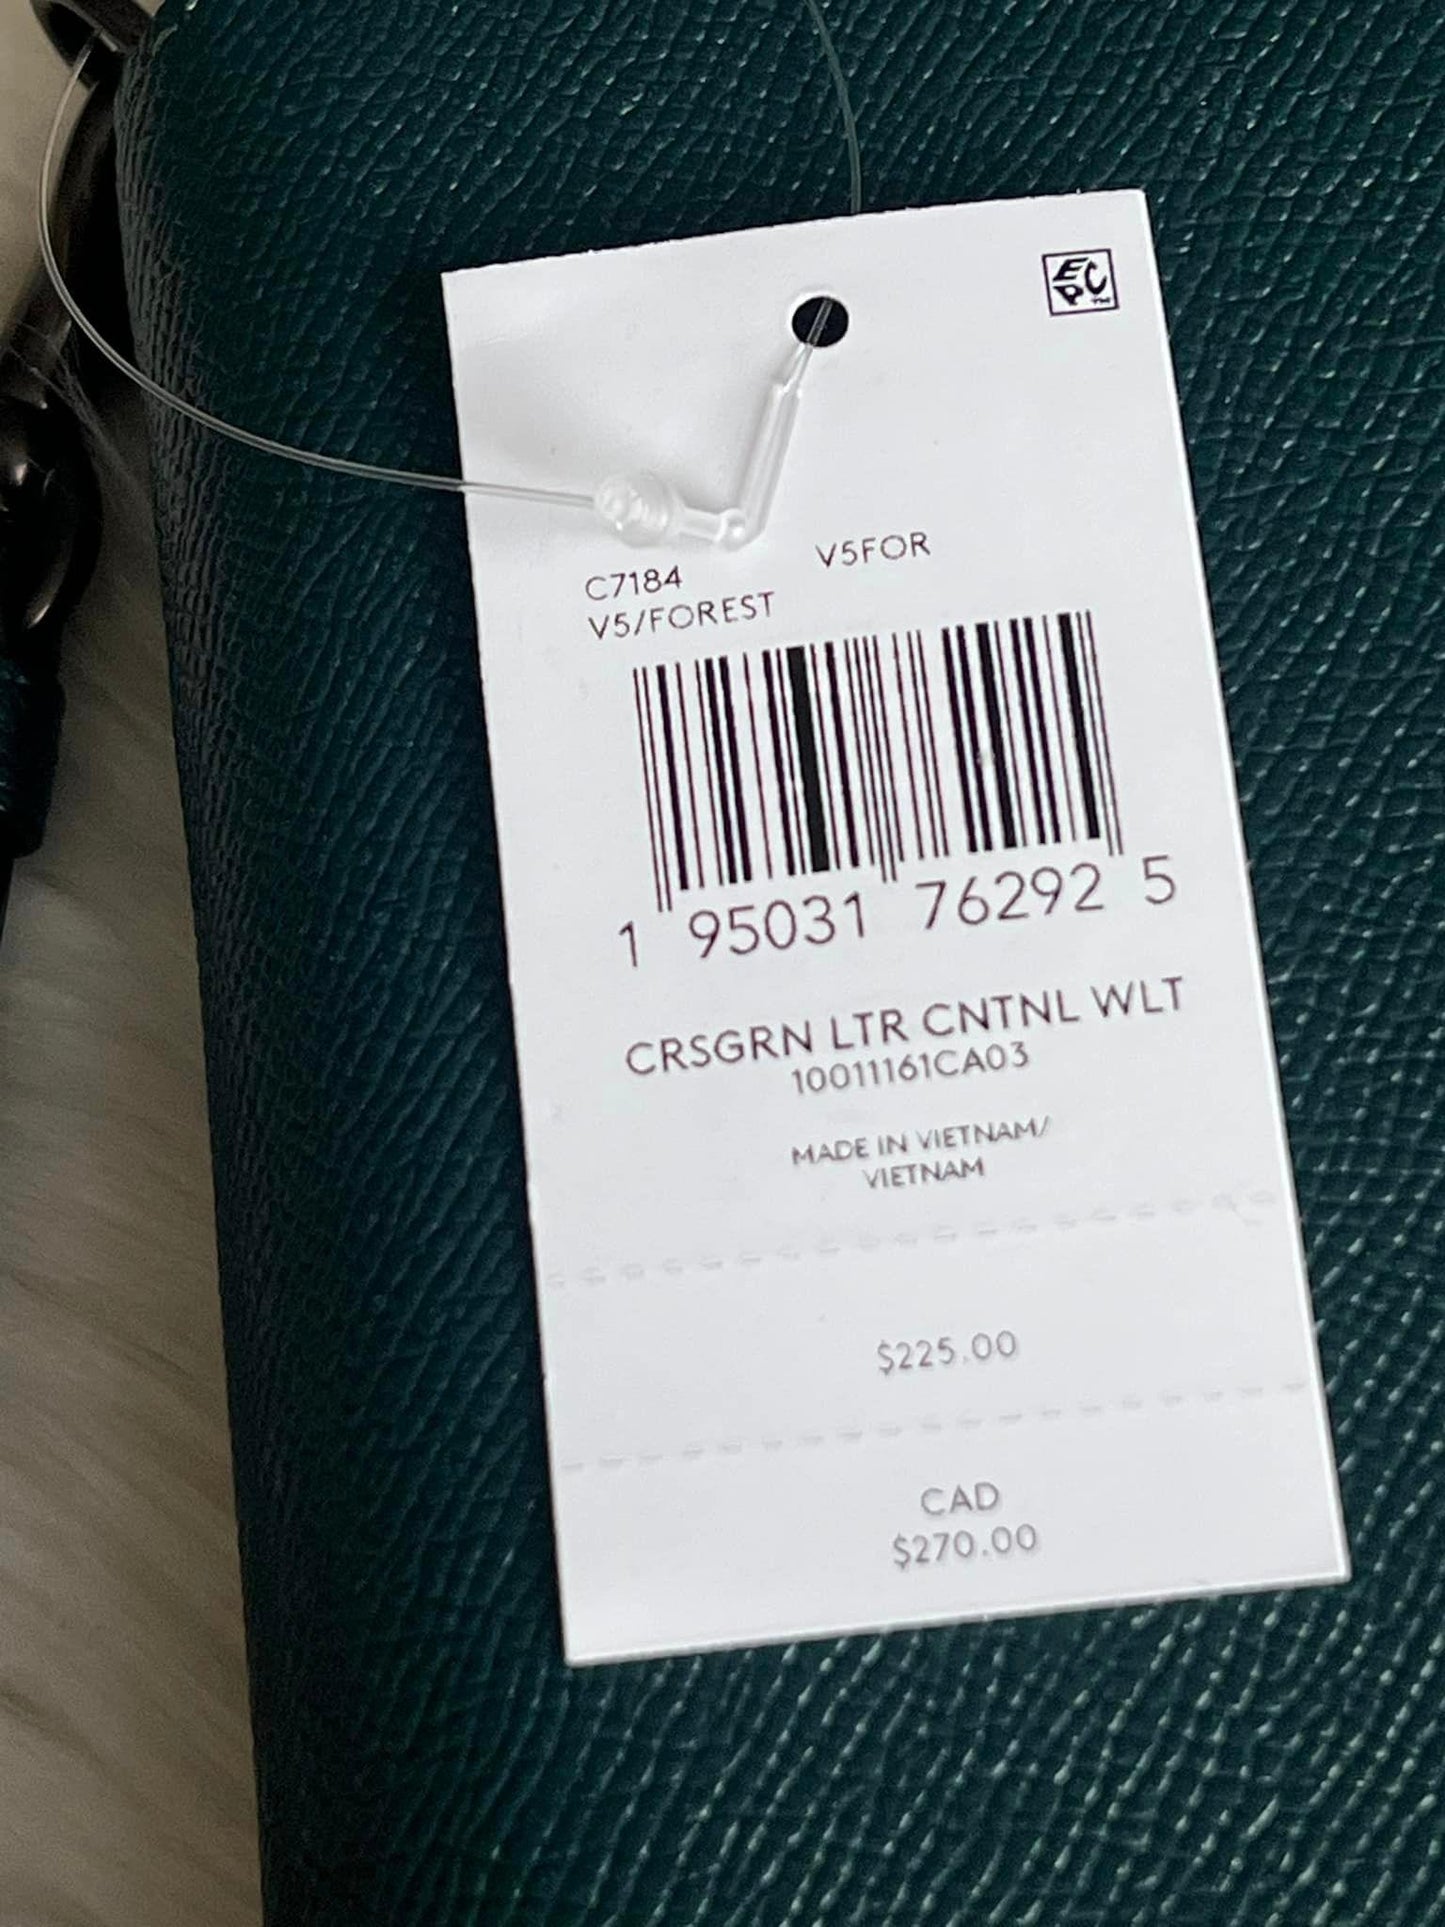 EPC™
C7184 V5FOR
V5/FOREST
1 95031 76292 5
CRSGRN LTR CNTNL WLT
10011161CA03
MADE IN VIETNAM/
VIETNAM
$225.00
CAD
$270.00